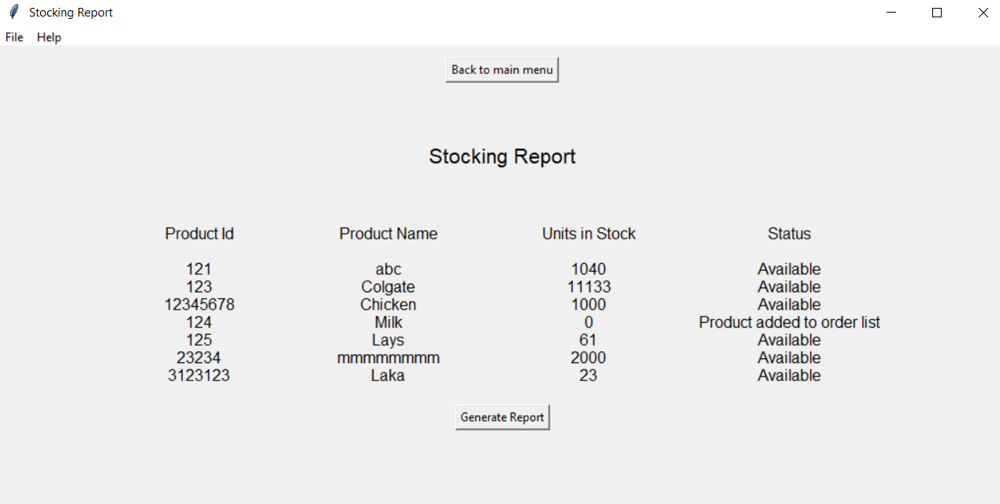 Stocking Report
File Help
Back to main menu
Stocking Report
Product Id Product Name Units in Stock Status
121 abc 1040 Available
123 Colgate 11133 Available
12345678 Chicken 1000 Available
124 Milk 0 Product added to order list
125 Lays 61 Available
23234 mmmmmmmm 2000 Available
3123123 Laka 23 Available
Generate Report